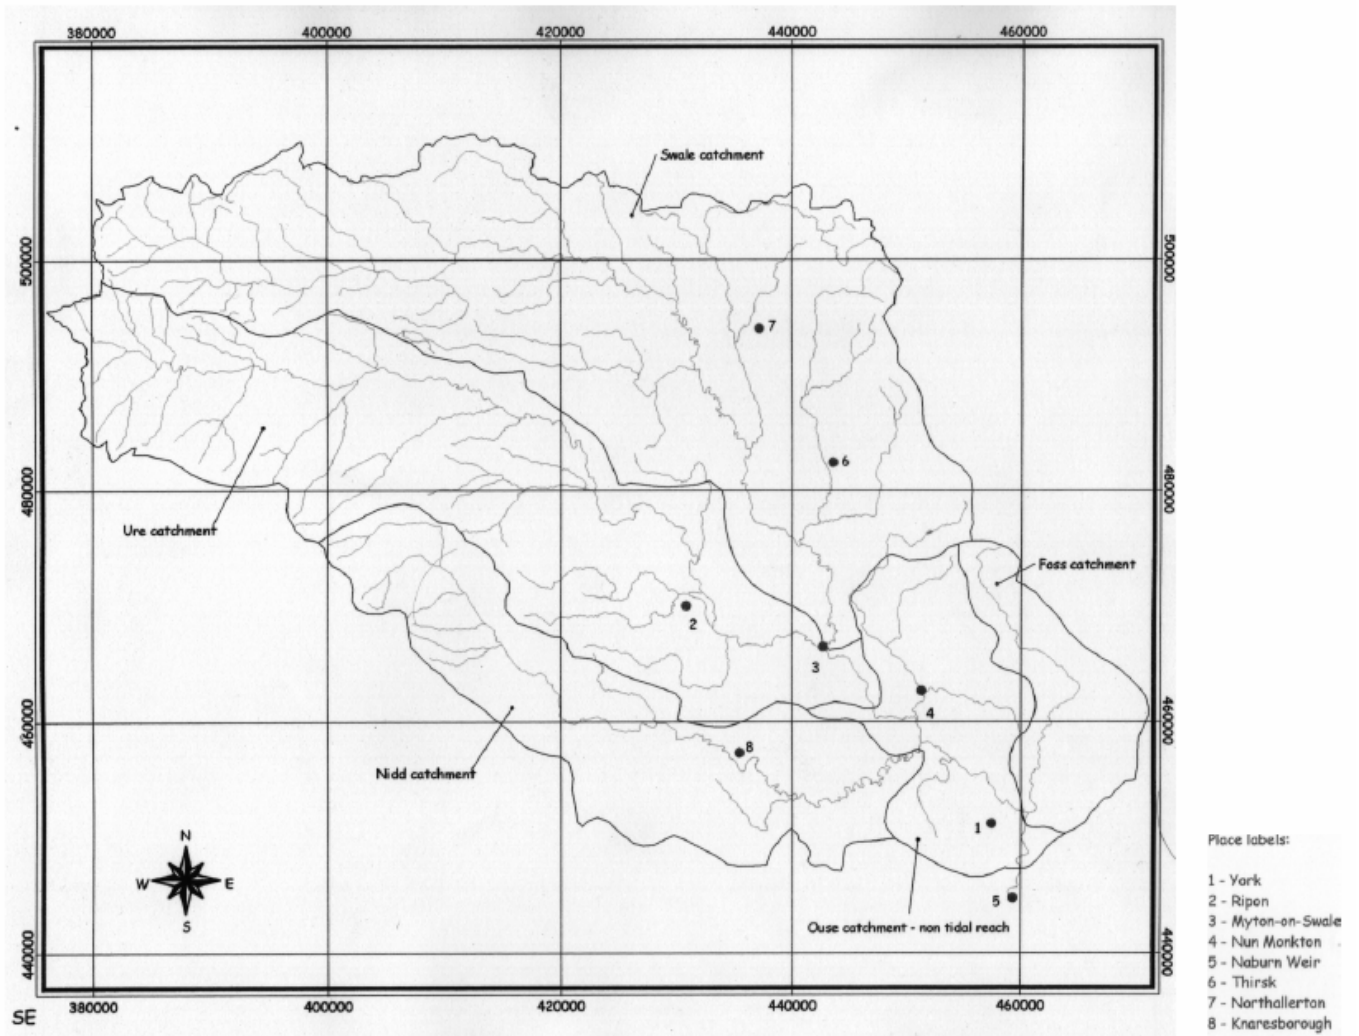 380000 400000 420000 440000 460000
Swale catchment
500000 500000
7
6
480000 480000
Ure catchment
Foss catchment
2
3
4
460000 460000
8
Nidd catchment
1
N
W E
S
5
Ouse catchment - non tidal reach
440000 440000
380000 400000 420000 440000 460000
SE
Place labels:
1 - York
2 - Ripon
3 - Myton-on-Swale
4 - Nun Monkton
5 - Naburn Weir
6 - Thirsk
7 - Northallerton
8 - Knaresborough